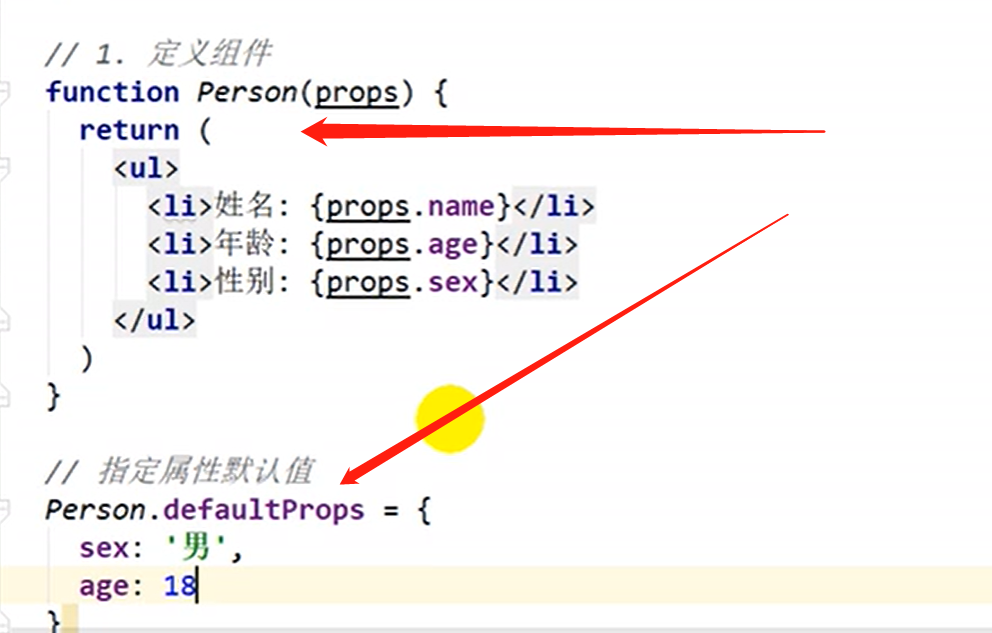 // 1. 定义组件
function Person(props) {
return (
<ul>
<li>姓名: {props.name}</li>
<li>年龄: {props.age}</li>
<li>性别: {props.sex}</li>
</ul>
)
}
// 指定属性默认值
Person.defaultProps = {
sex: '男',
age: 18
}